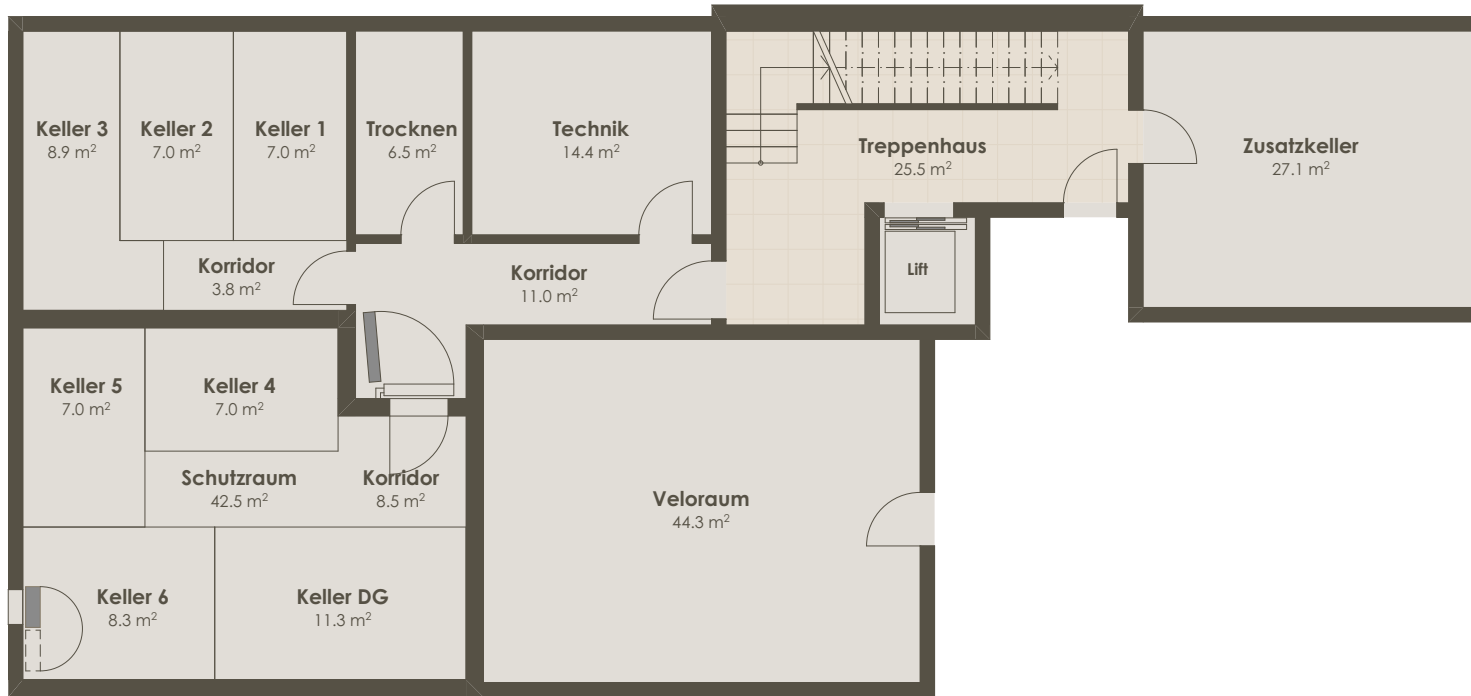 Keller 3
8.9 m²
Keller 2
7.0 m²
Keller 1
7.0 m²
Trocknen
6.5 m²
Technik
14.4 m²
Treppenhaus
25.5 m²
Zusatzkeller
27.1 m²
Korridor
3.8 m²
Korridor
11.0 m²
Lift
Keller 5
7.0 m²
Keller 4
7.0 m²
Schutzraum
42.5 m²
Korridor
8.5 m²
Veloraum
44.3 m²
Keller 6
8.3 m²
Keller DG
11.3 m²